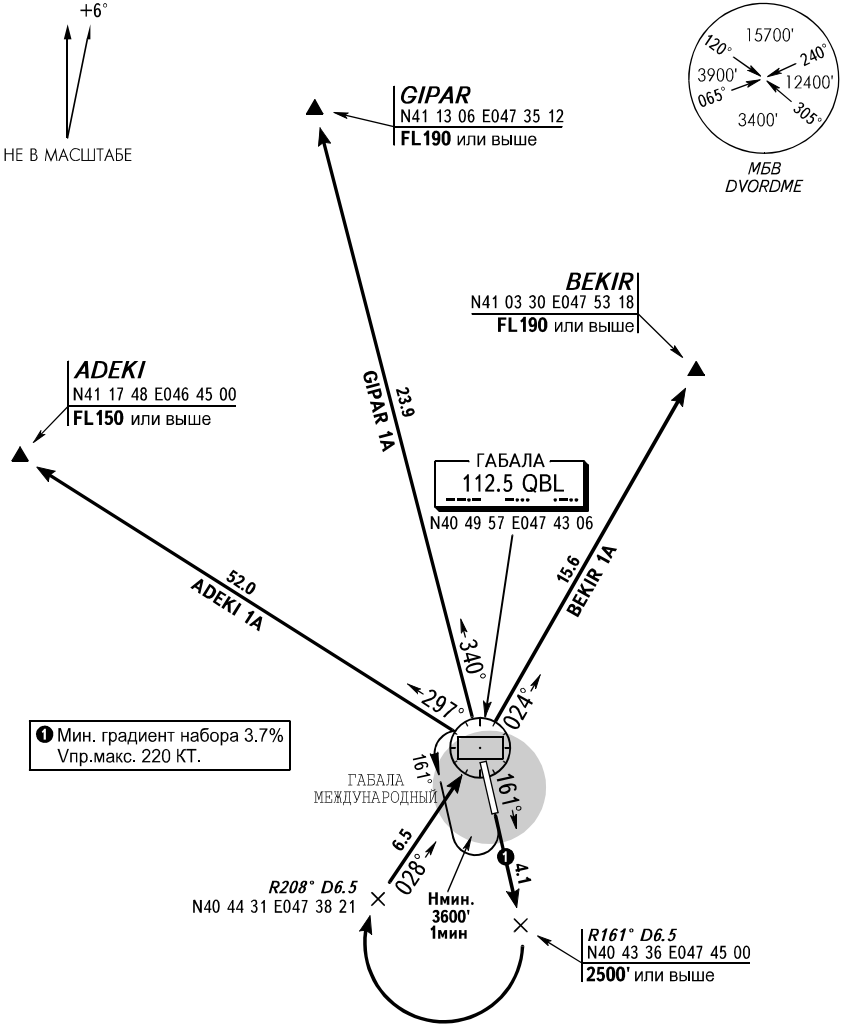 +6°
НЕ В МАСШТАБЕ
15700'
120°
240°
3900'
12400'
065°
305°
3400'
МБВ
DVORDME
GIPAR
N41 13 06 E047 35 12
FL190 или выше
BEKIR
N41 03 30 E047 53 18
FL190 или выше
ADEKI
N41 17 48 E046 45 00
FL150 или выше
23.9
GIPAR 1A
ГАБАЛА
112.5 QBL
N40 49 57 E047 43 06
52.0
ADEKI 1A
15.6
BEKIR 1A
340°
297°
024°
1 Мин. градиент набора 3.7%
Vпр.макс. 220 КТ.
161°
161°
ГАБАЛА
МЕЖДУНАРОДНЫЙ
6.5
028°
1
4.1
R208° D6.5
N40 44 31 E047 38 21
Hмин.
3600'
1мин
R161° D6.5
N40 43 36 E047 45 00
2500' или выше